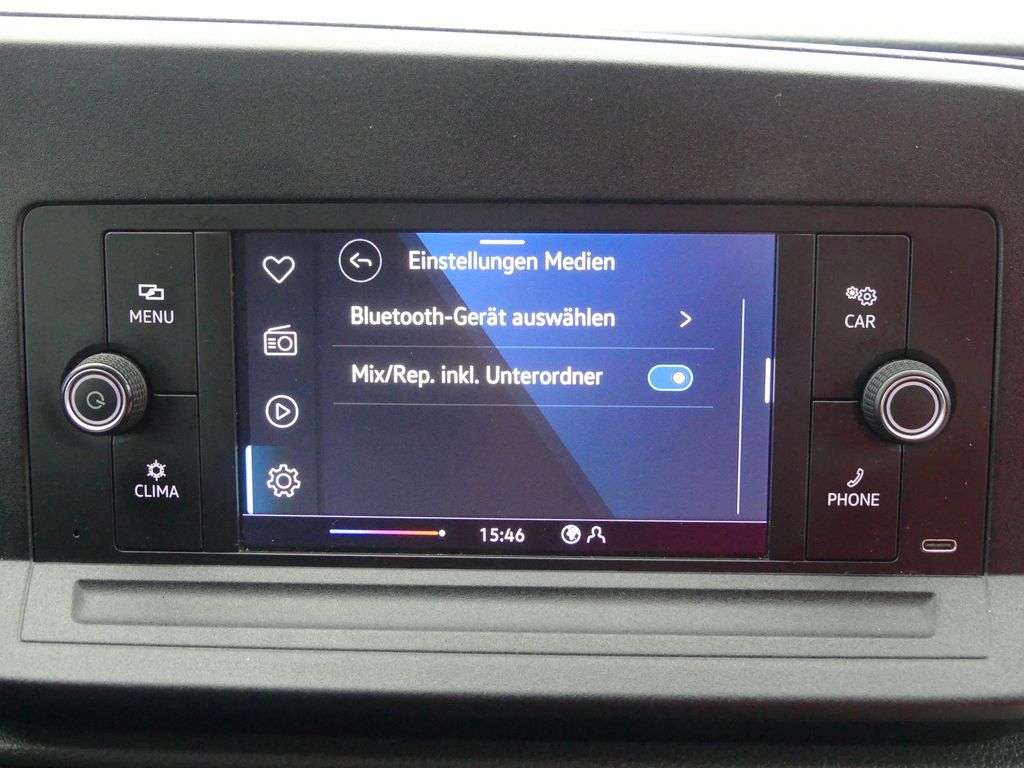 Einstellungen Medien
MENU
Bluetooth-Gerät auswählen
CAR
Mix/Rep. inkl. Unterordner
CLIMA
PHONE
15:46